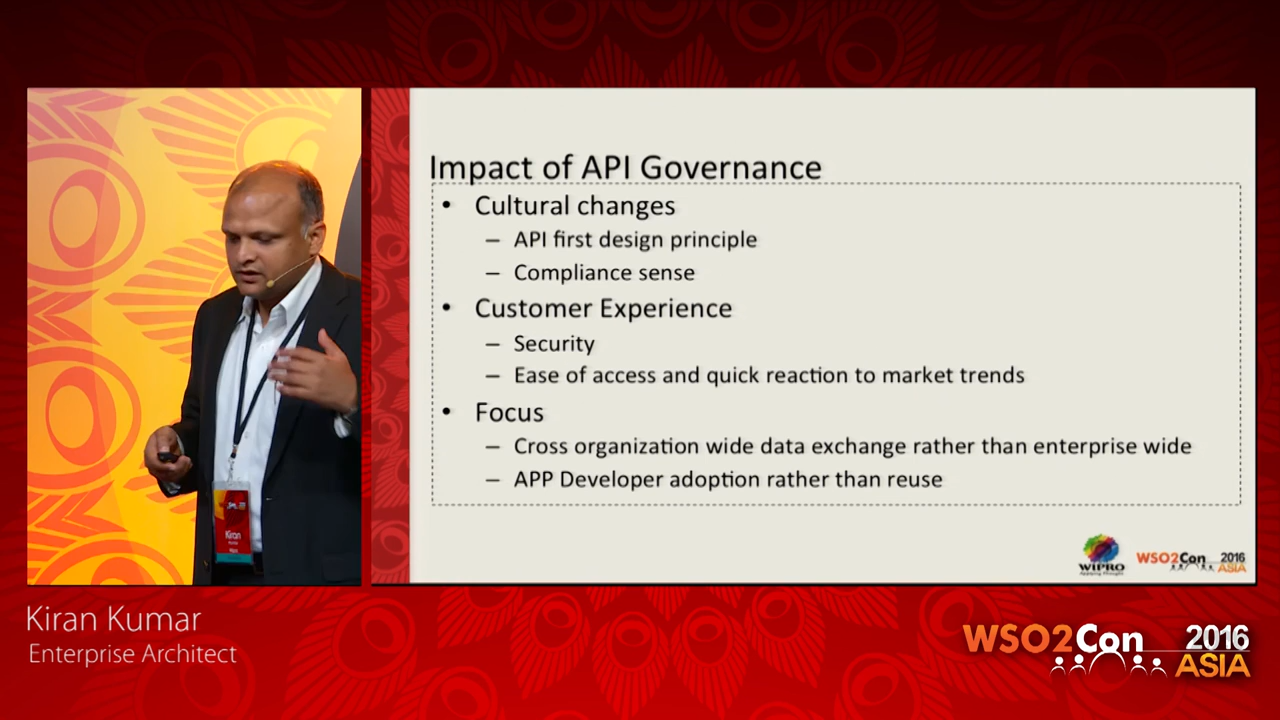 Impact of API Governance
• Cultural changes
– API first design principle
– Compliance sense
• Customer Experience
– Security
– Ease of access and quick reaction to market trends
• Focus
– Cross organization wide data exchange rather than enterprise wide
– APP Developer adoption rather than reuse
Kiran
WIPRO
WSO2Con 2016
ASIA
Kiran Kumar
Enterprise Architect
WSO2Con 2016
ASIA